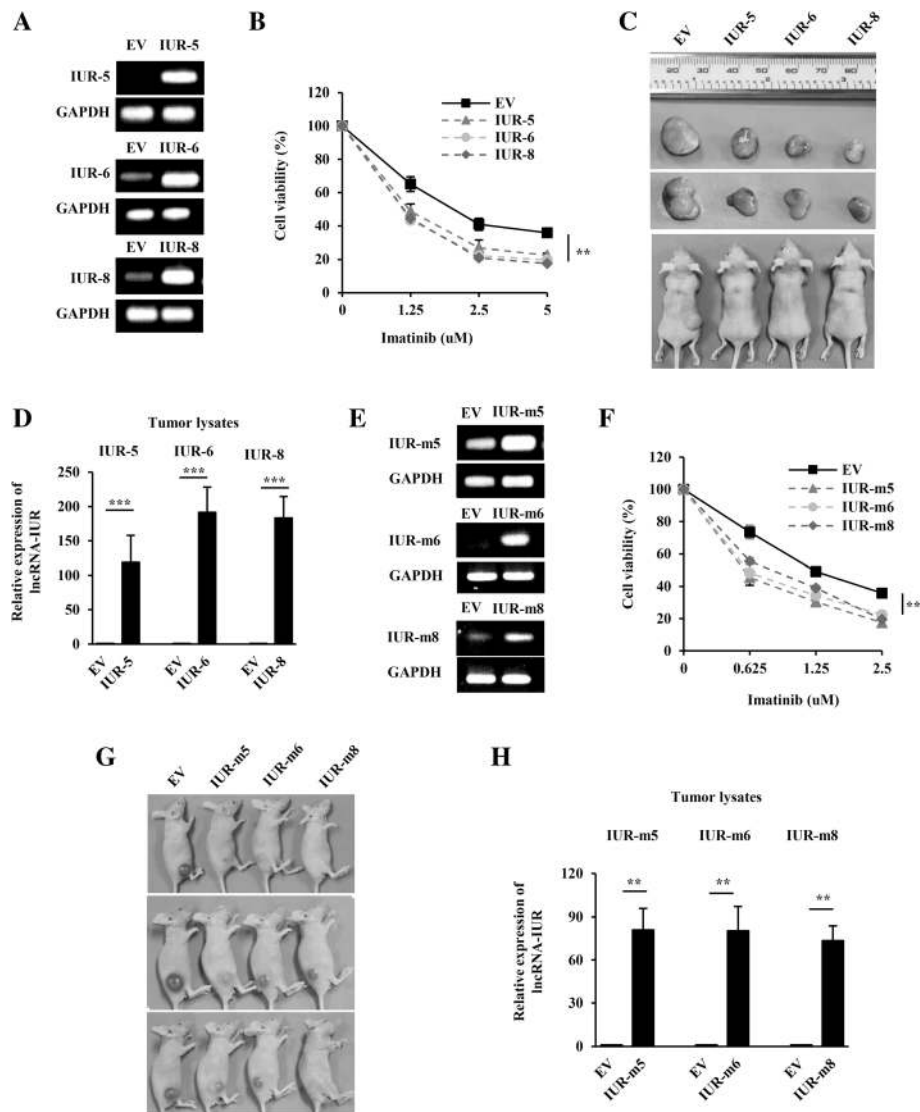 A
EV IUR-5
IUR-5
GAPDH
EV IUR-6
IUR-6
GAPDH
EV IUR-8
IUR-8
GAPDH
B
120
100
80
60
40
20
0
Cell viability (%)
EV
IUR-5
IUR-6
IUR-8
**
0 1.25 2.5 5
Imatinib (uM)
C
EV IUR-5 IUR-6 IUR-8
20 30 40 50 60 70 80
D
Tumor lysates
IUR-5 IUR-6 IUR-8
250
200
150
100
50
0
Relative expression of
lncRNA-IUR
*** *** ***
EV IUR-5 EV IUR-6 EV IUR-8
E
EV IUR-m5
IUR-m5
GAPDH
EV IUR-m6
IUR-m6
GAPDH
EV IUR-m8
IUR-m8
GAPDH
F
120
100
80
60
40
20
0
Cell viability (%)
EV
IUR-m5
IUR-m6
IUR-m8
**
0 0.625 1.25 2.5
Imatinib (uM)
G
EV IUR-m5 IUR-m6 IUR-m8
H
Tumor lysates
IUR-m5 IUR-m6 IUR-m8
120
90
60
30
0
Relative expression of
lncRNA-IUR
** ** **
EV IUR-m5 EV IUR-m6 EV IUR-m8